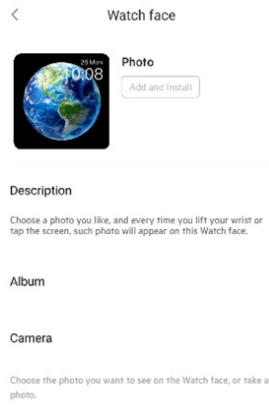 Watch face
26 Mon
10:08
Photo
Add and Install
Description
Choose a photo you like, and every time you lift your wrist or
tap the screen, such photo will appear on this Watch face.
Album
Camera
Choose the photo you want to see on the Watch face, or take a
photo.